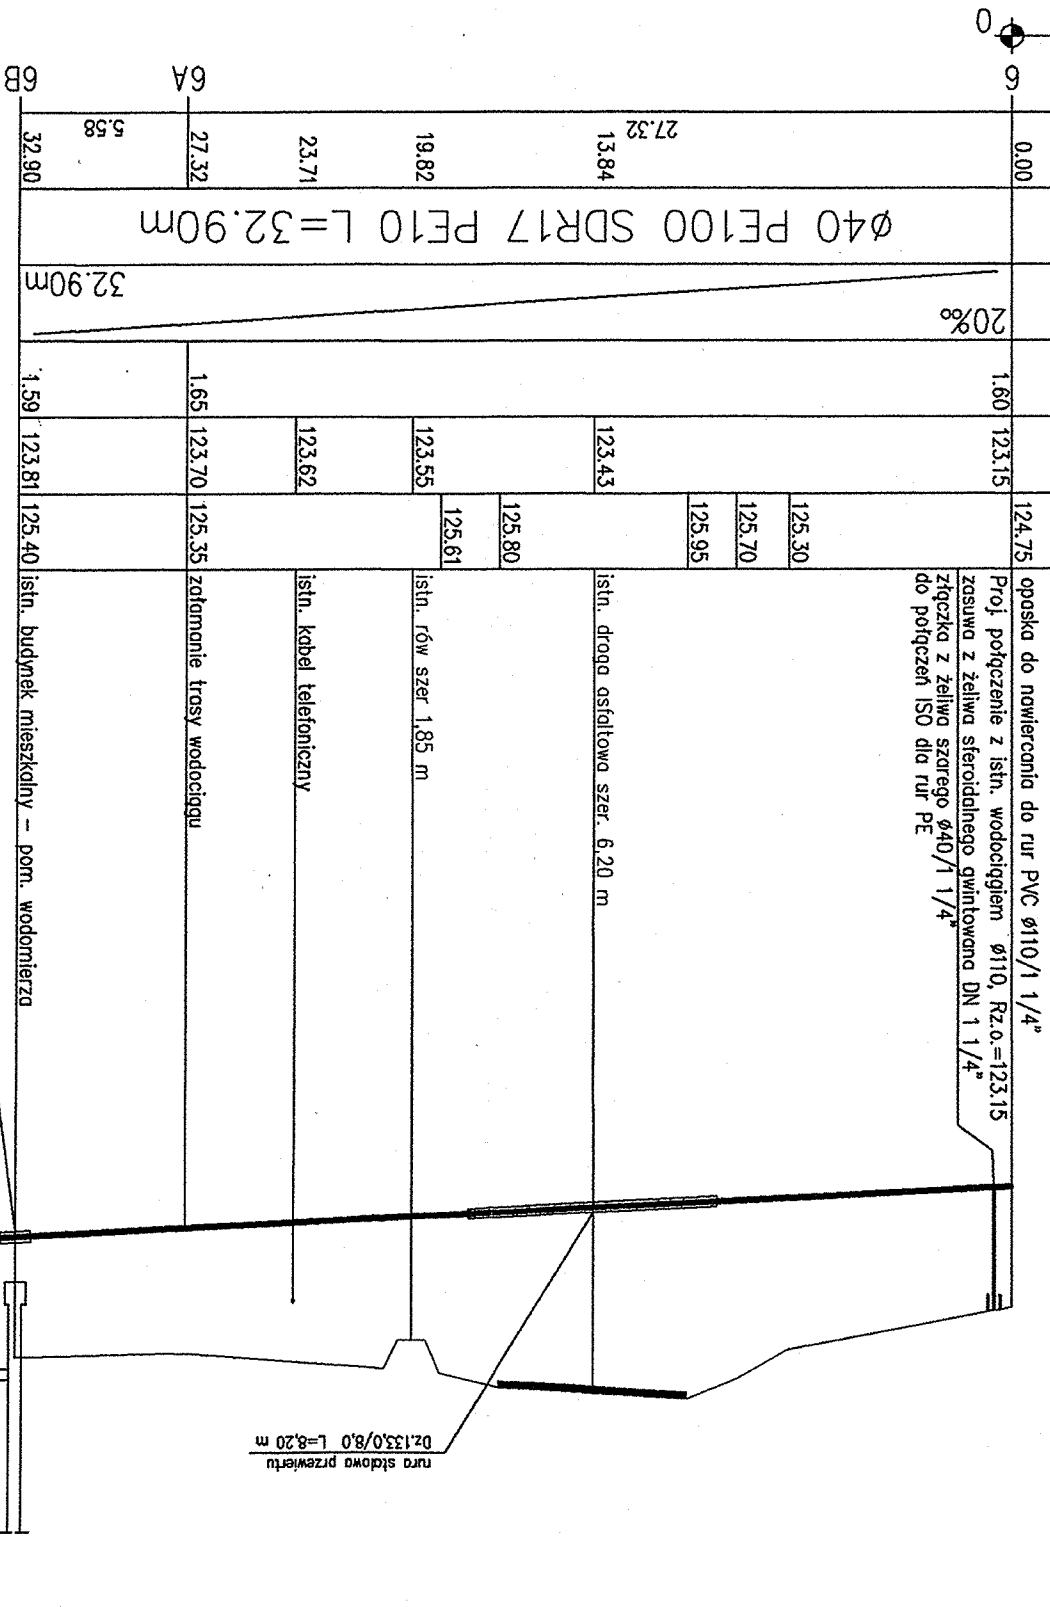 opaska do nawiercania do rur PVC ø110/1 1/4"
Proj. połączenie z istn. wodociągiem ø110, Rz.o.=123.15
zasuwa z żeliwa sferoidalnego gwintowana DN 1 1/4"
złączka z żeliwa szarego ø40/1 1/4"
do połączeń ISO dla rur PE
istn. droga asfaltowa szer. 6,20 m
istn. rów szer 1,85 m
istn. kabel telefoniczny
załamanie trasy wodociągu
istn. budynek mieszkalny – pom. wodomierza
rura stalowa przewiertu
Dz.133,0/8,0 L=8,20 m
124.75
125.30
125.70
125.95
125.80
125.61
125.35
125.40
123.15
123.43
123.55
123.62
123.70
123.81
1.60
1.65
1.59
20‰
32.90m
ø40 PE100 SDR17 PE10 L=32.90m
0.00
13.84
19.82
23.71
27.32
32.90
27.32
5.58
0
6
6A
6B